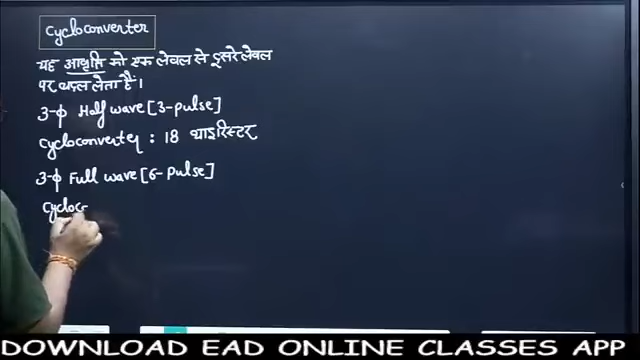 Cycloconverter
यह आवृत्ति को एक लेवल से दूसरे लेवल
पर बदल लेता है।
3-ϕ Half wave [3-pulse]
Cycloconverter : 18 थाइरिस्टर
3-ϕ Full wave [6-Pulse]
Cycloc
DOWNLOAD EAD ONLINE CLASSES APP